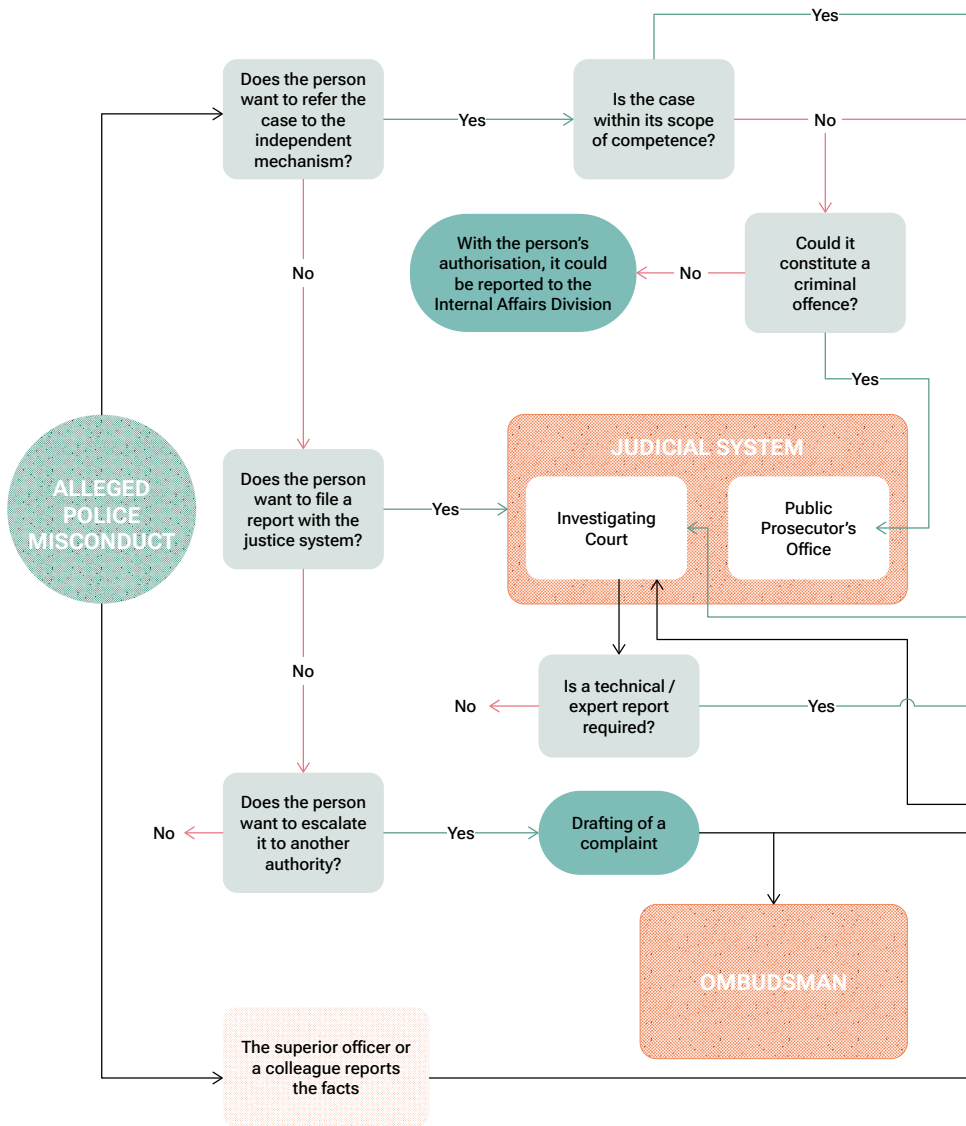 Yes
Does the person
want to refer the
case to the
independent
mechanism?
Yes
Is the case
within its scope
of competence?
No
No
With the person's
authorisation, it could
be reported to the
Internal Affairs Division
No
Could it
constitute a
criminal
offence?
Yes
ALLEGED
POLICE
MISCONDUCT
JUDICIAL SYSTEM
Does the person
want to file a
report with the
justice system?
Yes
Investigating
Court
Public
Prosecutor's
Office
No
Is a technical /
expert report
required?
No
Yes
Does the person
want to escalate
it to another
authority?
No
Yes
Drafting of a
complaint
OMBUDSMAN
The superior officer or
a colleague reports
the facts